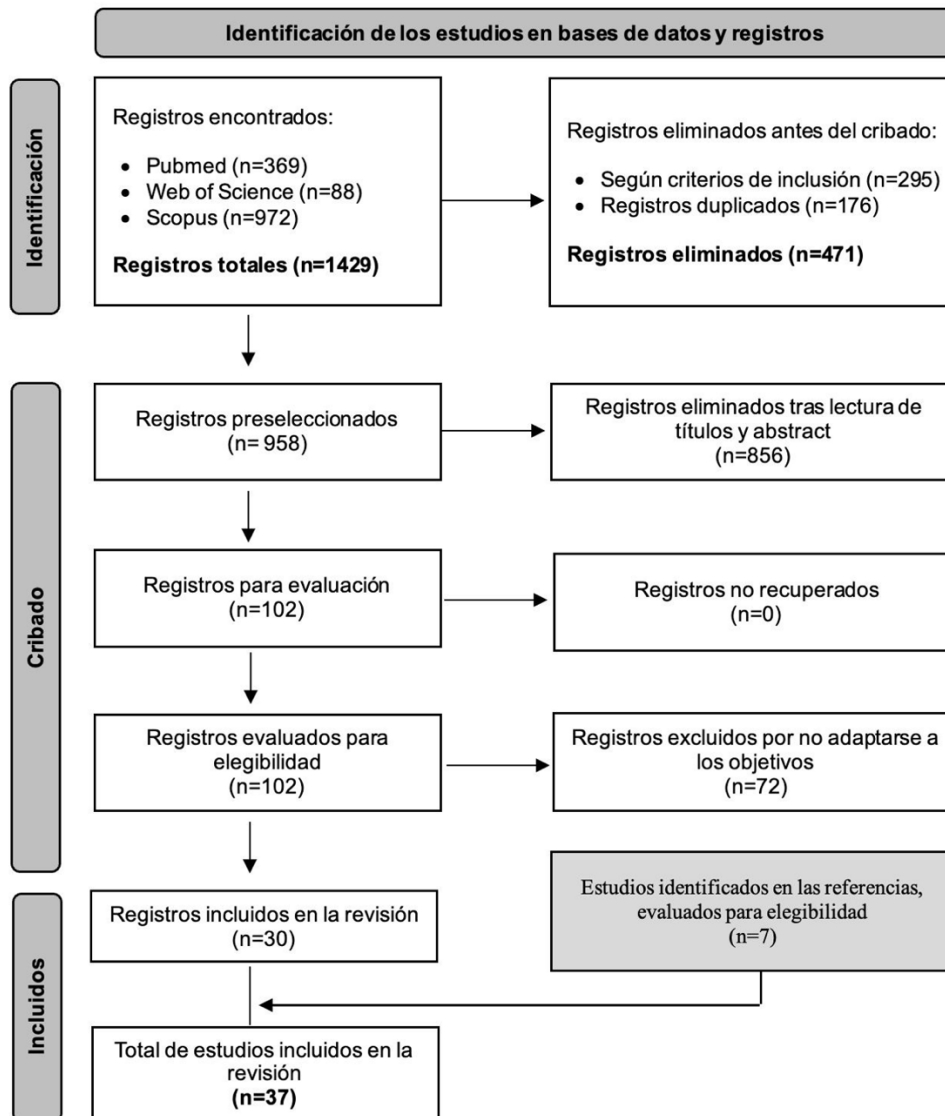 Identificación de los estudios en bases de datos y registros
Identificación
Registros encontrados:
• Pubmed (n=369)
• Web of Science (n=88)
• Scopus (n=972)
Registros totales (n=1429)
Registros eliminados antes del cribado:
• Según criterios de inclusión (n=295)
• Registros duplicados (n=176)
Registros eliminados (n=471)
Cribado
Registros preseleccionados
(n= 958)
Registros eliminados tras lectura de
títulos y abstract
(n=856)
Registros para evaluación
(n=102)
Registros no recuperados
(n=0)
Registros evaluados para
elegibilidad
(n=102)
Registros excluidos por no adaptarse a
los objetivos
(n=72)
Incluidos
Registros incluidos en la revisión
(n=30)
Estudios identificados en las referencias,
evaluados para elegibilidad
(n=7)
Total de estudios incluidos en la
revisión
(n=37)